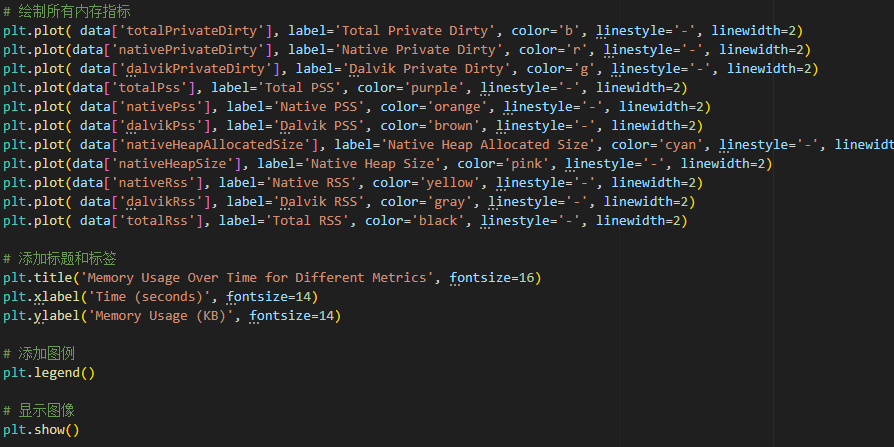 # 绘制所有内存指标
plt.plot( data['totalPrivateDirty'], label='Total Private Dirty', color='b', linestyle='-', linewidth=2)
plt.plot(data['nativePrivateDirty'], label='Native Private Dirty', color='r', linestyle='-', linewidth=2)
plt.plot( data['dalvikPrivateDirty'], label='Dalvik Private Dirty', color='g', linestyle='-', linewidth=2)
plt.plot(data['totalPss'], label='Total PSS', color='purple', linestyle='-', linewidth=2)
plt.plot( data['nativePss'], label='Native PSS', color='orange', linestyle='-', linewidth=2)
plt.plot( data['dalvikPss'], label='Dalvik PSS', color='brown', linestyle='-', linewidth=2)
plt.plot( data['nativeHeapAllocatedSize'], label='Native Heap Allocated Size', color='cyan', linestyle='-', linewidt
plt.plot(data['nativeHeapSize'], label='Native Heap Size', color='pink', linestyle='-', linewidth=2)
plt.plot( data['nativeRss'], label='Native RSS', color='yellow', linestyle='-', linewidth=2)
plt.plot( data['dalvikRss'], label='Dalvik RSS', color='gray', linestyle='-', linewidth=2)
plt.plot( data['totalRss'], label='Total RSS', color='black', linestyle='-', linewidth=2)
# 添加标题和标签
plt.title('Memory Usage Over Time for Different Metrics', fontsize=16)
plt.xlabel('Time (seconds)', fontsize=14)
plt.ylabel('Memory Usage (KB)', fontsize=14)
# 添加图例
plt.legend()
# 显示图像
plt.show()